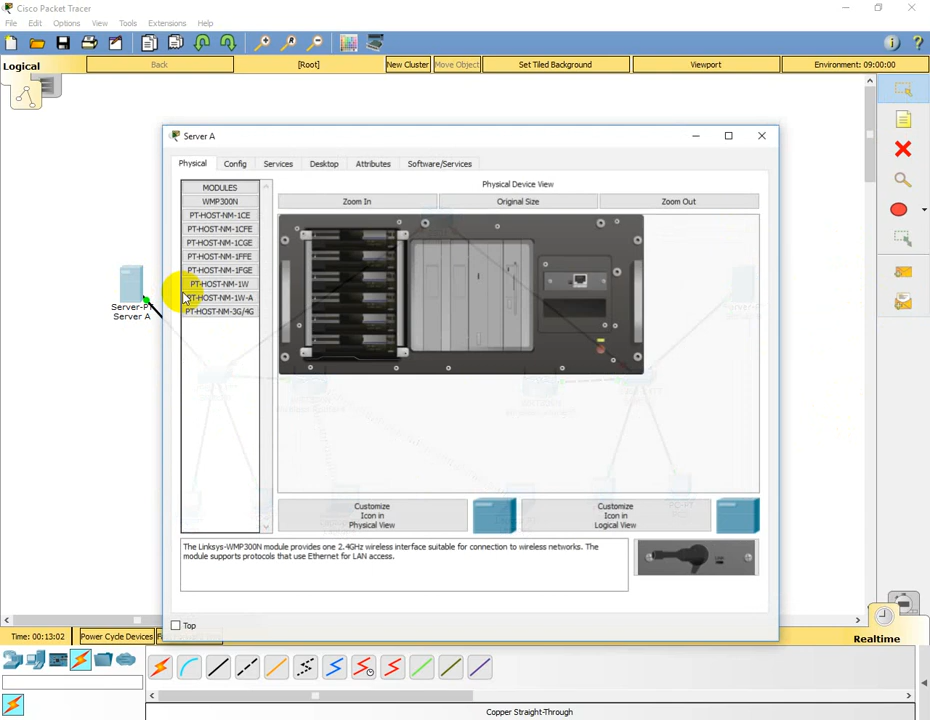 Cisco Packet Tracer
File Edit Options View Tools Extensions Help
Logical Back [Root] New Cluster Move Object Set Tiled Background Viewport Environment: 09:00:00
Server A
Physical Config Services Desktop Attributes Software/Services
MODULES
WMP300N
PT-HOST-NM-1CE
PT-HOST-NM-1CFE
PT-HOST-NM-1CGE
PT-HOST-NM-1FFE
PT-HOST-NM-1FGE
PT-HOST-NM-1W
PT-HOST-NM-1W-A
PT-HOST-NM-3G/4G
Physical Device View
Zoom In Original Size Zoom Out
Server-PT
Server A
Customize
Icon in
Physical View
Customize
Icon in
Logical View
The Linksys-WMP300N module provides one 2.4GHz wireless interface suitable for connection to wireless networks. The
module supports protocols that use Ethernet for LAN access.
Top
Time: 00:13:02 Power Cycle Devices
Realtime
Copper Straight-Through